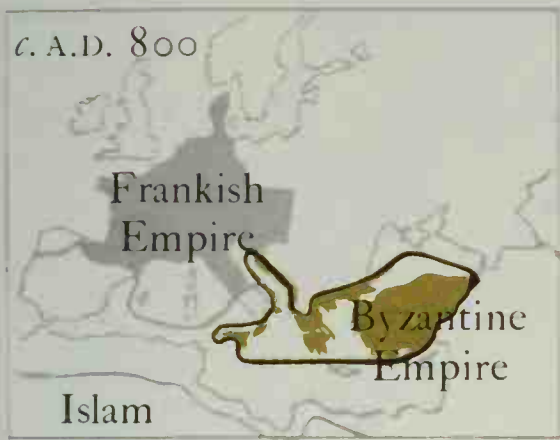 c. A.D. 800
Frankish
Empire
Byzantine
Empire
Islam